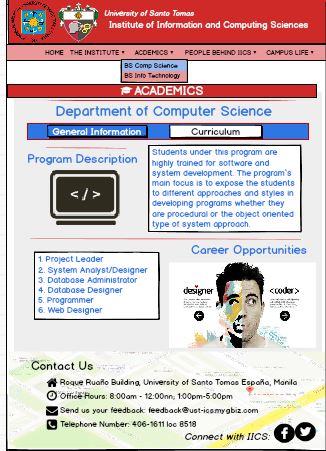 University of Santo Tomas
Institute of Information and Computing Sciences
HOME THE INSTITUTE ACDEMICS PEOPLE BEHIND IICS CAMPUS LIFE
BS Comp Science
BS Info Technology
ACADEMICS
Department of Computer Science
General Information Curriculum
Program Description
</>
Students under this program are
highly trained for software and
system development. The program's
main focus is to expose the students
to different approaches and styles in
developing programs whether they
are procedural or the object oriented
type of system approach.
Career Opportunities
1. Project Leader
2. System Analyst/Designer
3. Database Administrator
4. Database Designer
5. Programmer
6. Web Designer
designer <coder>
Contact Us
Roque Ruaño Building, University of Santo Tomas España, Manila
Office Hours: 8:00am - 12:00nn; 1:00pm-5:00pm
Send us your feedback: feedback@ust-ics.mygbiz.com
Telephone Number: 406-1611 loc 8518
Connect with IICS: